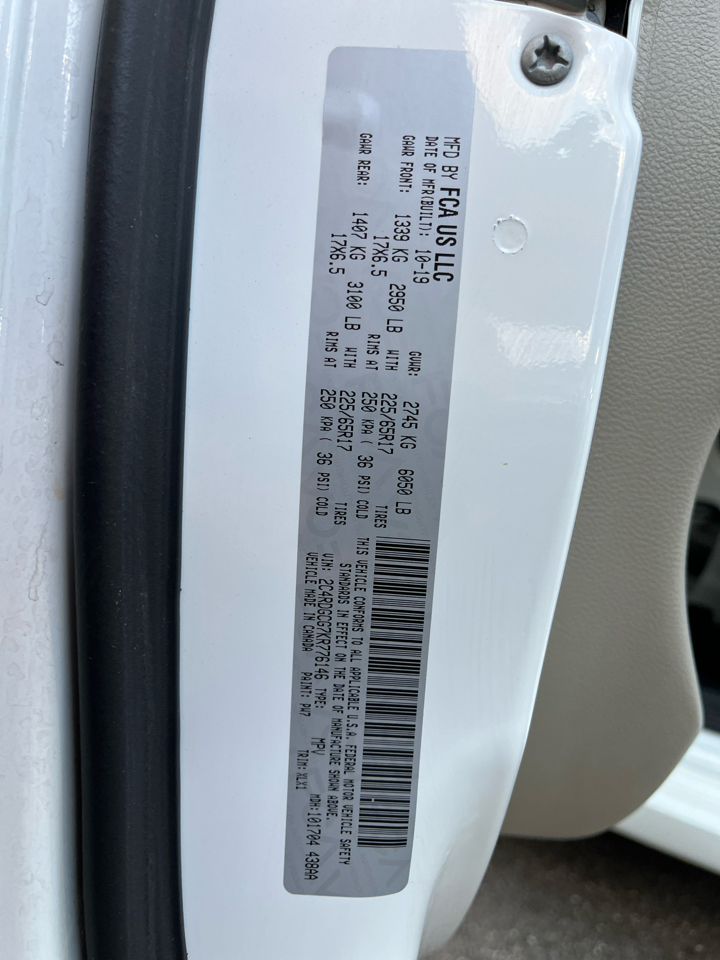 MFD BY FCA US LLC
DATE OF MFR(BUILT): 10-19 GVWR: 2745 KG 6050 LB
GAWR FRONT: 1339 KG 2950 LB WITH 225/65R17 TIRES
17X6.5 RIMS AT 250 KPA ( 36 PSI) COLD
GAWR REAR: 1407 KG 3100 LB WITH 225/65R17 TIRES
17X6.5 RIMS AT 250 KPA ( 36 PSI) COLD
THIS VEHICLE CONFORMS TO ALL APPLICABLE U.S.A. FEDERAL MOTOR VEHICLE SAFETY
STANDARDS IN EFFECT ON THE DATE OF MANUFACTURE SHOWN ABOVE.
VIN: 2C4RDGCG7KR776146 TYPE: MPV MDH:101704 438AA
VEHICLE MADE IN CANADA PAINT: PW7 TRIM: XLX1